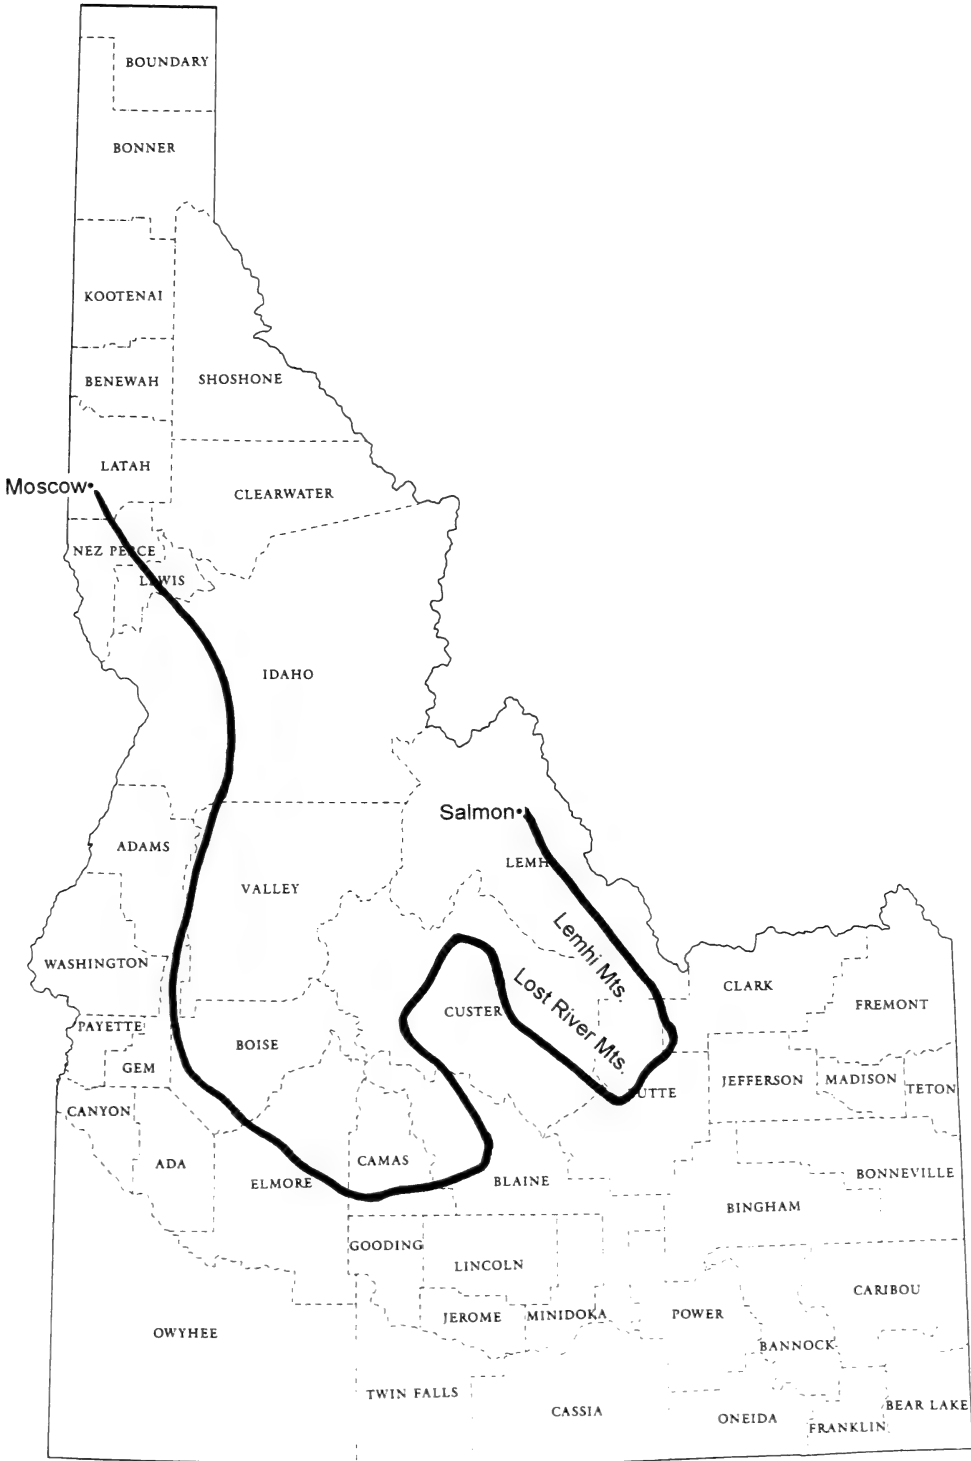 BOUNDARY
BONNER
KOOTENAI
BENEWAH
SHOSHONE
LATAH
Moscow
CLEARWATER
NEZ PERCE
LEWIS
IDAHO
Salmon
ADAMS
LEMHI
VALLEY
Lemhi Mts.
WASHINGTON
Lost River Mts.
CLARK
FREMONT
CUSTER
PAYETTE
BOISE
GEM
JEFFERSON
MADISON
TETON
BUTTE
CANYON
ADA
CAMAS
ELMORE
BLAINE
BONNEVILLE
BINGHAM
GOODING
LINCOLN
CARIBOU
JEROME
MINIDOKA
POWER
OWYHEE
BANNOCK
TWIN FALLS
CASSIA
BEAR LAKE
ONEIDA
FRANKLIN